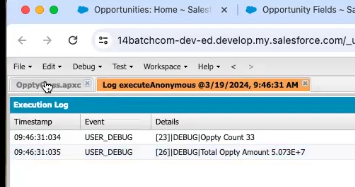 Opportunities: Home ~ Salesf
Opportunity Fields ~ S
14batchcom-dev-ed.develop.my.salesforce.com/_u
File Edit Debug Test Workspace Help < >
Log executeAnonymous @3/19/2024, 9:46:31 AM
Execution Log
Timestamp Event Details
09:46:31:034 USER_DEBUG [23]|DEBUG|Oppty Count 33
09:46:31:035 USER_DEBUG [26]|DEBUG|Total Oppty Amount 5.073E+7